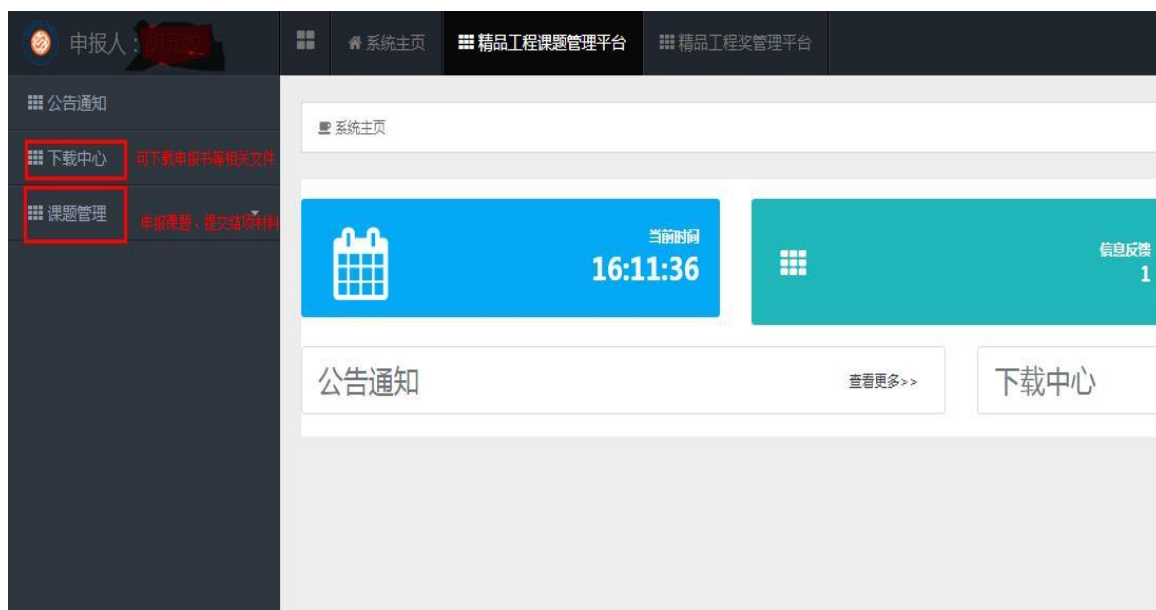 申报人：
系统主页
精品工程课题管理平台
精品工程奖管理平台
公告通知
下载中心
可下载申报书等相关文件
课题管理
申报课题、提交结项材料
系统主页
当前时间
16:11:36
信息反馈
1
公告通知
查看更多>>
下载中心